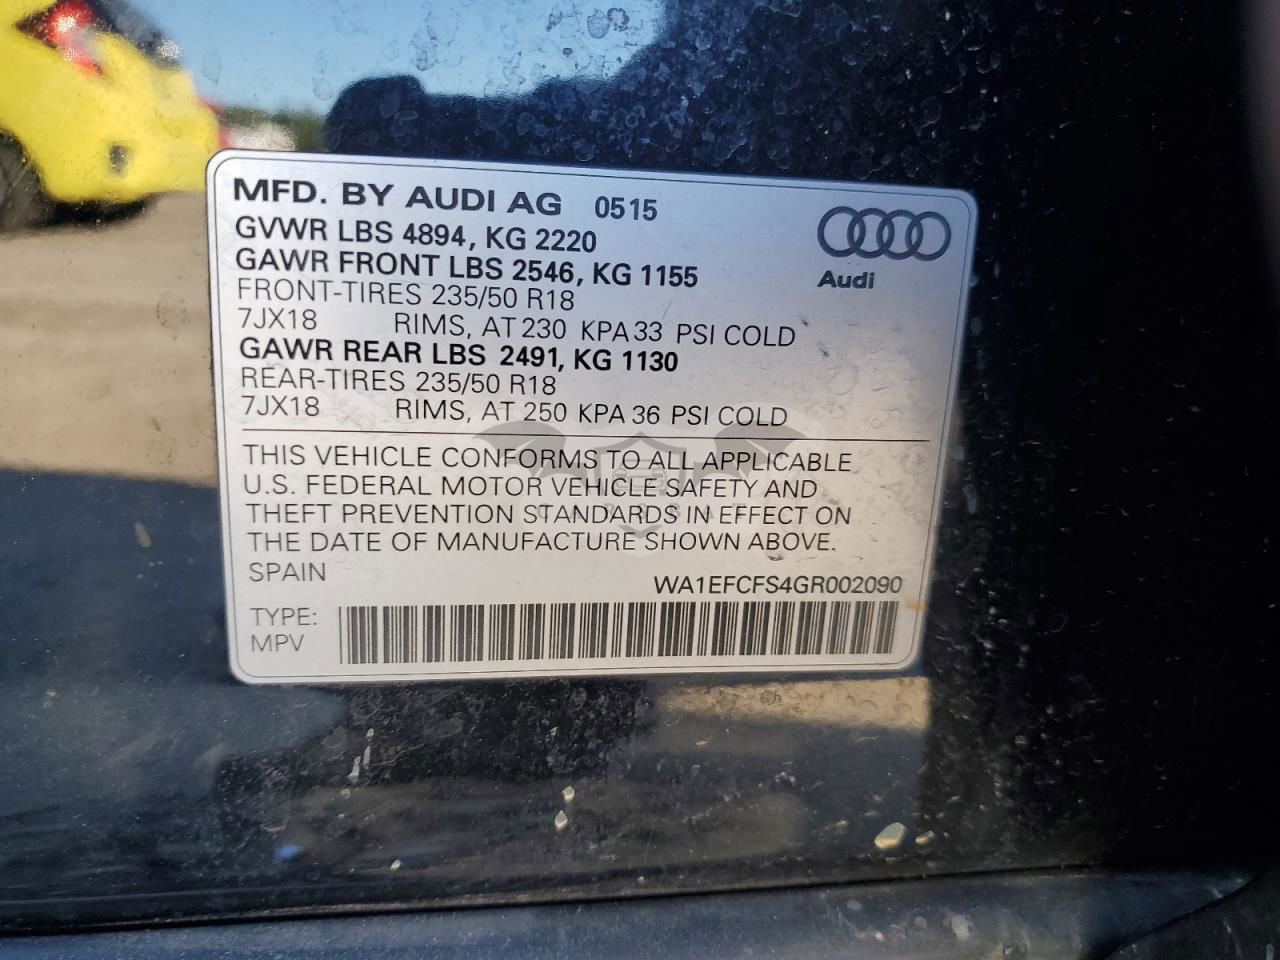 MFD. BY AUDI AG 0515
GVWR LBS 4894, KG 2220
GAWR FRONT LBS 2546, KG 1155
FRONT-TIRES 235/50 R18
7JX18 RIMS, AT 230 KPA 33 PSI COLD
GAWR REAR LBS 2491, KG 1130
REAR-TIRES 235/50 R18
7JX18 RIMS, AT 250 KPA 36 PSI COLD
Audi
THIS VEHICLE CONFORMS TO ALL APPLICABLE
U.S. FEDERAL MOTOR VEHICLE SAFETY AND
THEFT PREVENTION STANDARDS IN EFFECT ON
THE DATE OF MANUFACTURE SHOWN ABOVE.
SPAIN WA1EFCFS4GR002090
TYPE:
MPV